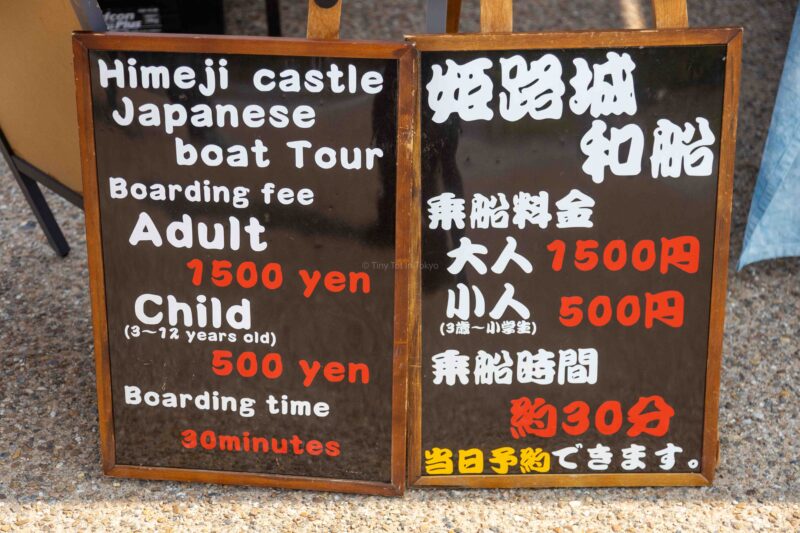 Himeji castle
Japanese
boat Tour
Boarding fee
Adult
1500 yen
Child
(3〜12 years old)
500 yen
Boarding time
30minutes
姫路城
和船
乗船料金
大人 1500円
小人 500円
(3歳〜小学生)
乗船時間
約30分
当日予約できます。
© Tiny Tot in Tokyo